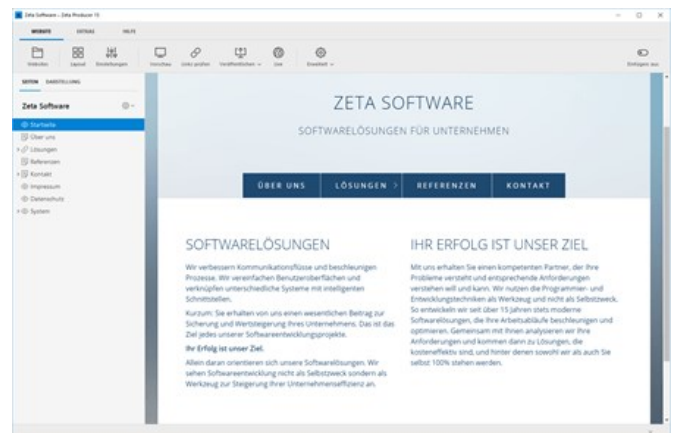 Zeta Software - Zeta Producer 15
WEBSITE EXTRAS HILFE
Websites Layout Einstellungen Vorschau Links prüfen Veröffentlichen Live Erweitert Einfügen aus
SEITEN DARSTELLUNG
Zeta Software
Startseite
Über uns
Lösungen
Referenzen
Kontakt
Impressum
Datenschutz
System
ZETA SOFTWARE
SOFTWARELÖSUNGEN FÜR UNTERNEHMEN
ÜBER UNS LÖSUNGEN REFERENZEN KONTAKT
SOFTWARELÖSUNGEN
Wir verbessern Kommunikationsflüsse und beschleunigen
Prozesse. Wir vereinfachen Benutzeroberflächen und
verknüpfen unterschiedliche Systeme mit intelligenten
Schnittstellen.
Kurzum: Sie erhalten von uns einen wesentlichen Beitrag zur
Sicherung und Wertsteigerung Ihres Unternehmens. Das ist das
Ziel jedes unserer Softwareentwicklungsprojekte.
Ihr Erfolg ist unser Ziel.
Allein daran orientieren sich unsere Softwarelösungen. Wir
sehen Softwareentwicklung nicht als Selbstzweck sondern als
Werkzeug zur Steigerung Ihrer Unternehmenseffizienz an.
IHR ERFOLG IST UNSER ZIEL
Mit uns erhalten Sie einen kompetenten Partner, der Ihre
Probleme versteht und entsprechende Anforderungen
verstehen will und kann. Wir nutzen die Programmier- und
Entwicklungstechniken als Werkzeug und nicht als Selbstzweck.
So entwickeln wir seit über 15 Jahren stets moderne
Softwarelösungen, die Ihre Arbeitsabläufe beschleunigen und
optimieren. Gemeinsam mit Ihnen analysieren wir Ihre
Anforderungen und kommen dann zu Lösungen, die
kosteneffektiv sind, und hinter denen sowohl wir als auch Sie
selbst 100% stehen werden.